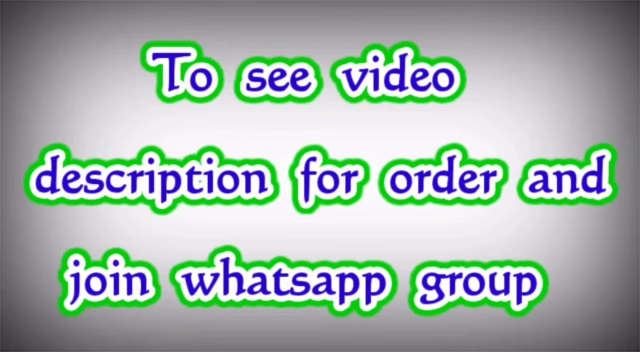 To see video
description for order and
join whatsapp group